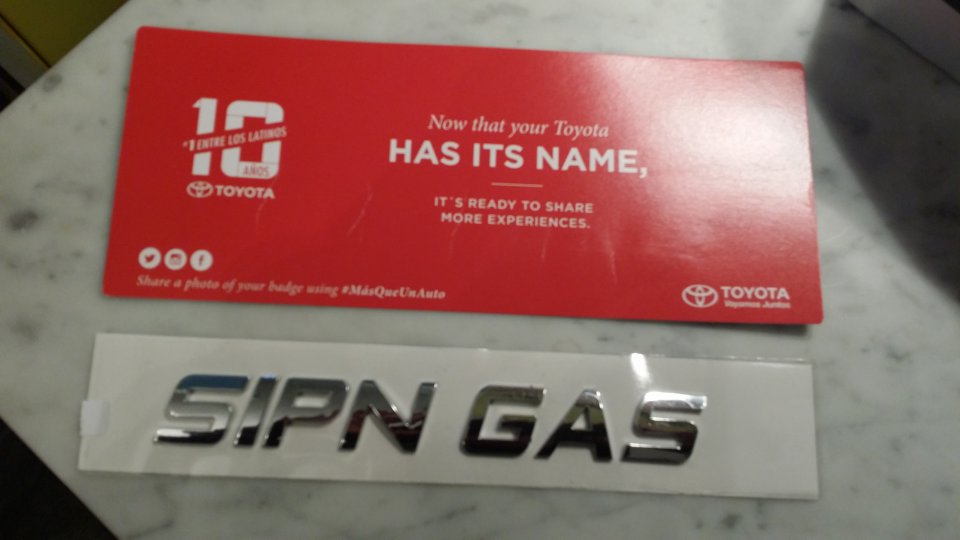 10
#1 ENTRE LOS LATINOS
AÑOS
TOYOTA
Now that your Toyota
HAS ITS NAME,
IT´S READY TO SHARE
MORE EXPERIENCES.
Share a photo of your badge using #MásQueUnAuto
TOYOTA
Vayamos Juntos
SIPN GAS